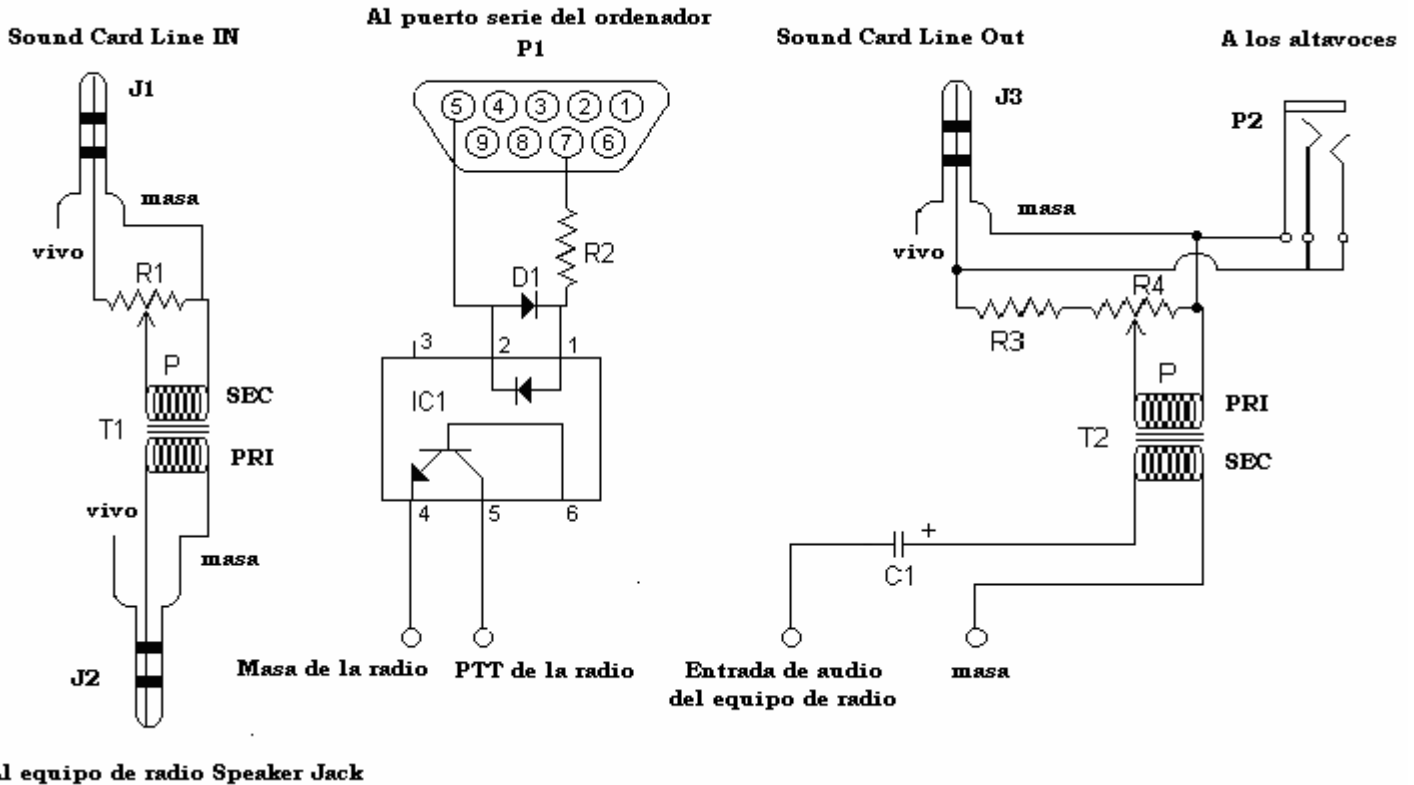 Al puerto serie del ordenador
P1
Sound Card Line IN
Sound Card Line Out
A los altavoces
J1
5 4 3 2 1
9 8 7 6
J3
P2
masa
vivo
R1
R2
D1
3
2
1
masa
vivo
R4
R3
P
SEC
T1
PRI
IC1
4
5
6
P
PRI
T2
SEC
vivo
masa
+
C1
J2
Masa de la radio
PTT de la radio
Entrada de audio
del equipo de radio
masa
Al equipo de radio Speaker Jack